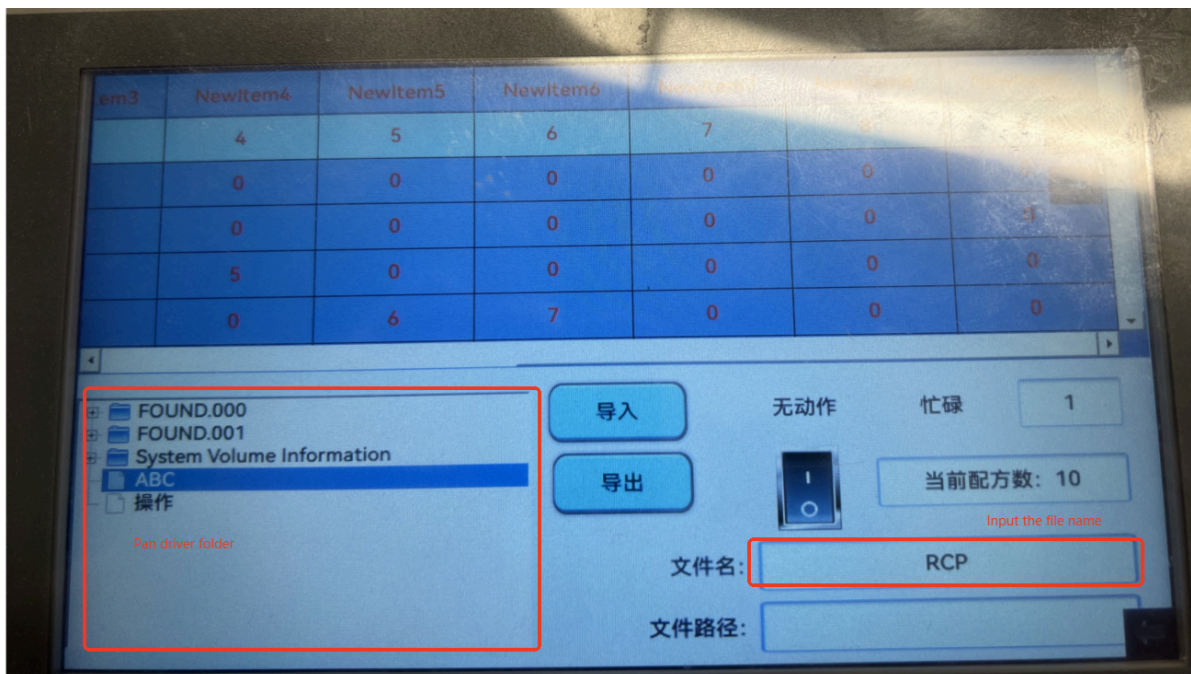 em3 NewItem4 NewItem5 NewItem6
4 5 6 7
0 0 0 0 0
0 0 0 0 0
5 0 0 0 0 0
0 6 7 0 0 0
FOUND.000
FOUND.001
System Volume Information
ABC
操作
Pan driver folder
导入
导出
无动作 忙碌 1
当前配方数: 10
Input the file name
文件名: RCP
文件路径: